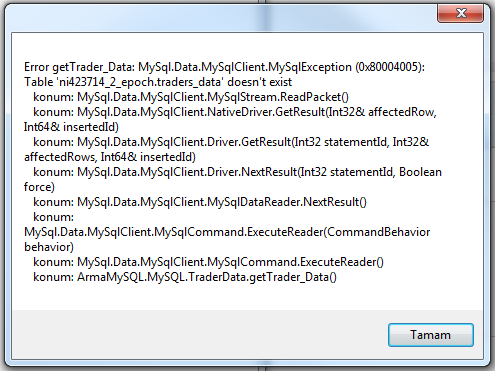 Error getTrader_Data: MySql.Data.MySqlClient.MySqlException (0x80004005):
Table 'ni423714_2_epoch.traders_data' doesn't exist
konum: MySql.Data.MySqlClient.MySqlStream.ReadPacket()
konum: MySql.Data.MySqlClient.NativeDriver.GetResult(Int32& affectedRow,
Int64& insertedId)
konum: MySql.Data.MySqlClient.Driver.GetResult(Int32 statementId, Int32&
affectedRows, Int64& insertedId)
konum: MySql.Data.MySqlClient.Driver.NextResult(Int32 statementId, Boolean
force)
konum: MySql.Data.MySqlClient.MySqlDataReader.NextResult()
konum:
MySql.Data.MySqlClient.MySqlCommand.ExecuteReader(CommandBehavior
behavior)
konum: MySql.Data.MySqlClient.MySqlCommand.ExecuteReader()
konum: ArmaMySQL.MySQL.TraderData.getTrader_Data()
Tamam